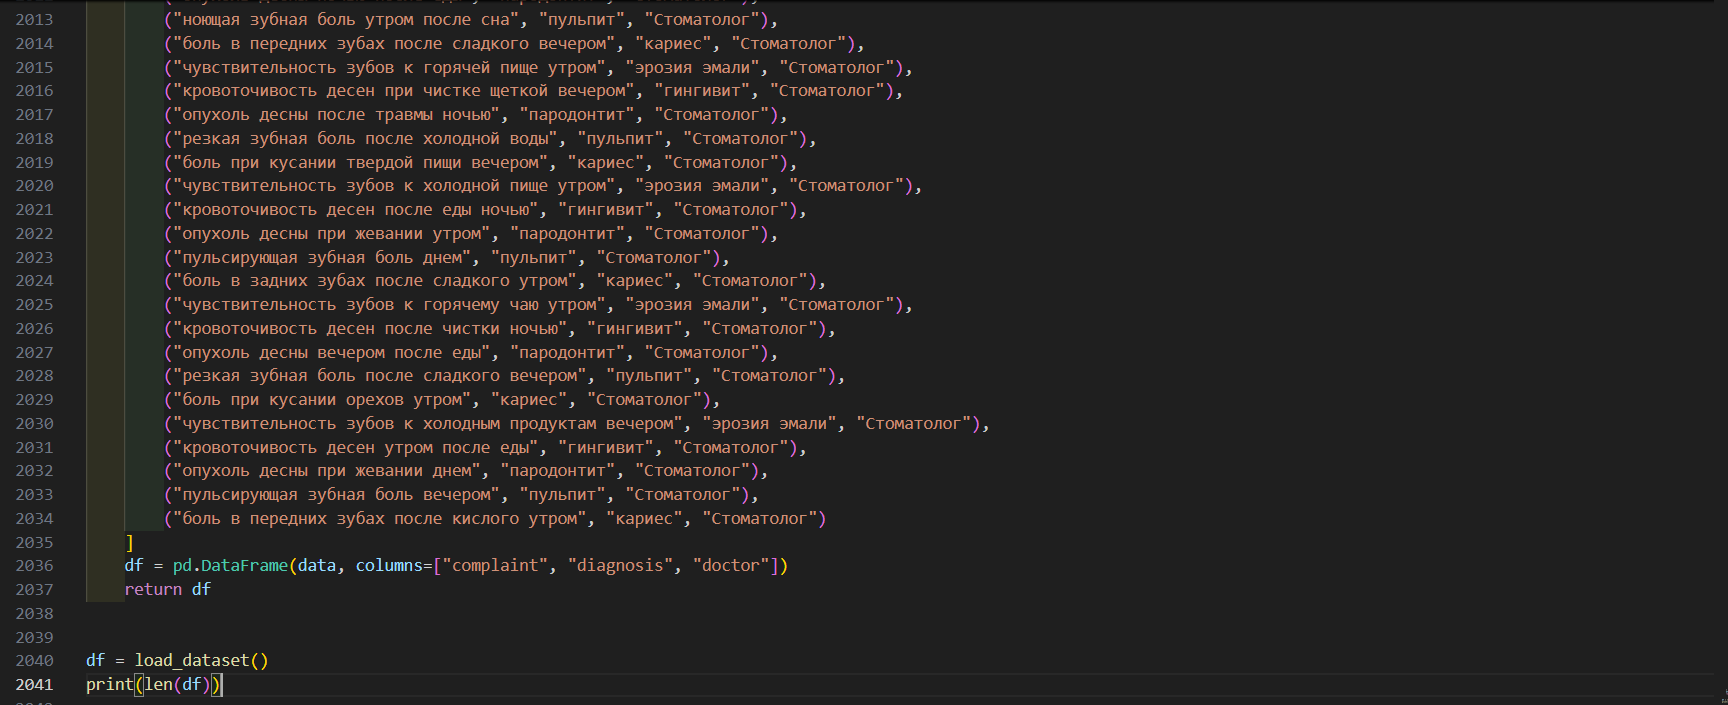 2013 ("ноющая зубная боль утром после сна", "пульпит", "Стоматолог"),
2014 ("боль в передних зубах после сладкого вечером", "кариес", "Стоматолог"),
2015 ("чувствительность зубов к горячей пище утром", "эрозия эмали", "Стоматолог"),
2016 ("кровоточивость десен при чистке щеткой вечером", "гингивит", "Стоматолог"),
2017 ("опухоль десны после травмы ночью", "пародонтит", "Стоматолог"),
2018 ("резкая зубная боль после холодной воды", "пульпит", "Стоматолог"),
2019 ("боль при кусании твердой пищи вечером", "кариес", "Стоматолог"),
2020 ("чувствительность зубов к холодной пище утром", "эрозия эмали", "Стоматолог"),
2021 ("кровоточивость десен после еды ночью", "гингивит", "Стоматолог"),
2022 ("опухоль десны при жевании утром", "пародонтит", "Стоматолог"),
2023 ("пульсирующая зубная боль днем", "пульпит", "Стоматолог"),
2024 ("боль в задних зубах после сладкого утром", "кариес", "Стоматолог"),
2025 ("чувствительность зубов к горячему чаю утром", "эрозия эмали", "Стоматолог"),
2026 ("кровоточивость десен после чистки ночью", "гингивит", "Стоматолог"),
2027 ("опухоль десны вечером после еды", "пародонтит", "Стоматолог"),
2028 ("резкая зубная боль после сладкого вечером", "пульпит", "Стоматолог"),
2029 ("боль при кусании орехов утром", "кариес", "Стоматолог"),
2030 ("чувствительность зубов к холодным продуктам вечером", "эрозия эмали", "Стоматолог"),
2031 ("кровоточивость десен утром после еды", "гингивит", "Стоматолог"),
2032 ("опухоль десны при жевании днем", "пародонтит", "Стоматолог"),
2033 ("пульсирующая зубная боль вечером", "пульпит", "Стоматолог"),
2034 ("боль в передних зубах после кислого утром", "кариес", "Стоматолог")
2035 ]
2036 df = pd.DataFrame(data, columns=["complaint", "diagnosis", "doctor"])
2037 return df
2038
2039
2040 df = load_dataset()
2041 print(len(df))